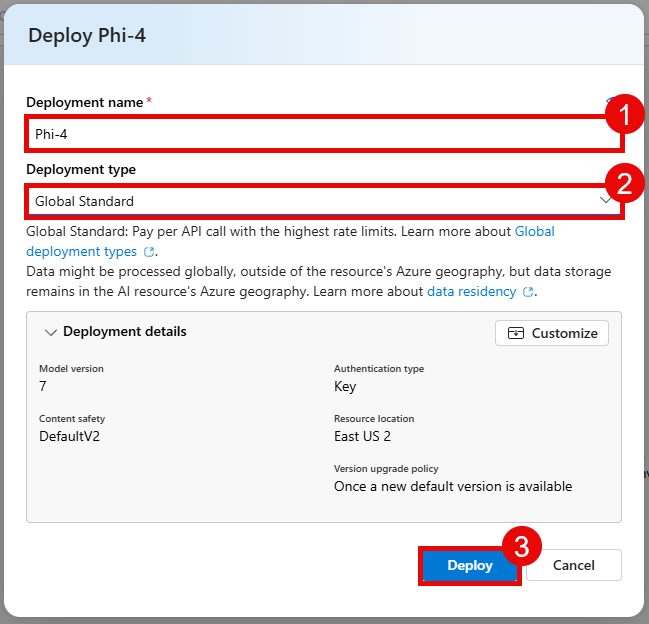 Deploy Phi-4
Deployment name *
1
Phi-4
Deployment type
2
Global Standard
Global Standard: Pay per API call with the highest rate limits. Learn more about Global
deployment types.
Data might be processed globally, outside of the resource's Azure geography, but data storage
remains in the AI resource's Azure geography. Learn more about data residency.
Deployment details
Customize
Model version
Authentication type
7
Key
Content safety
Resource location
DefaultV2
East US 2
Version upgrade policy
Once a new default version is available
3
Deploy
Cancel